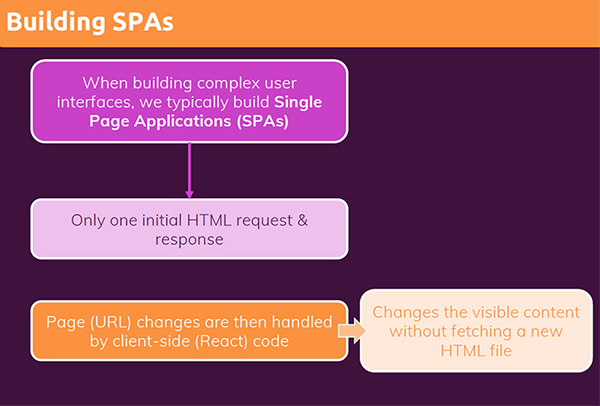 Building SPAs
When building complex user
interfaces, we typically build Single
Page Applications (SPAs)
Only one initial HTML request &
response
Page (URL) changes are then handled
by client-side (React) code
Changes the visible content
without fetching a new
HTML file